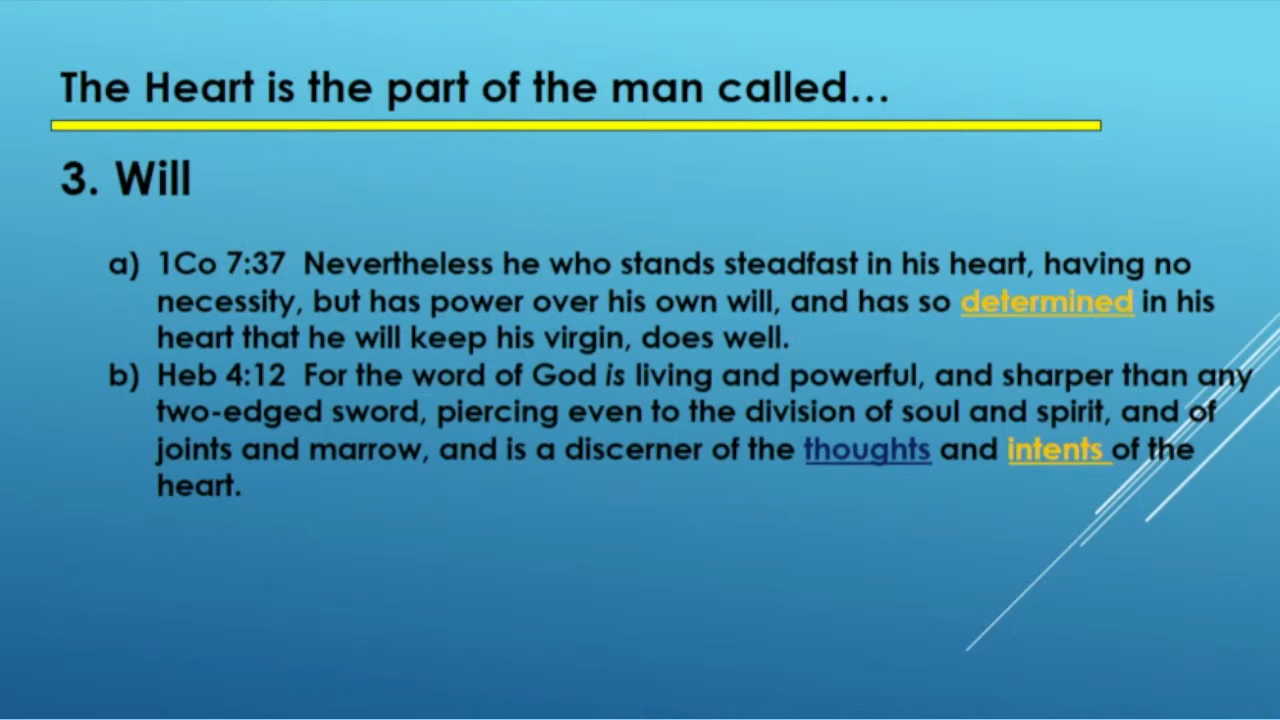 The Heart is the part of the man called...
3. Will
a) 1Co 7:37 Nevertheless he who stands steadfast in his heart, having no
necessity, but has power over his own will, and has so determined in his
heart that he will keep his virgin, does well.
b) Heb 4:12 For the word of God is living and powerful, and sharper than any
two-edged sword, piercing even to the division of soul and spirit, and of
joints and marrow, and is a discerner of the thoughts and intents of the
heart.